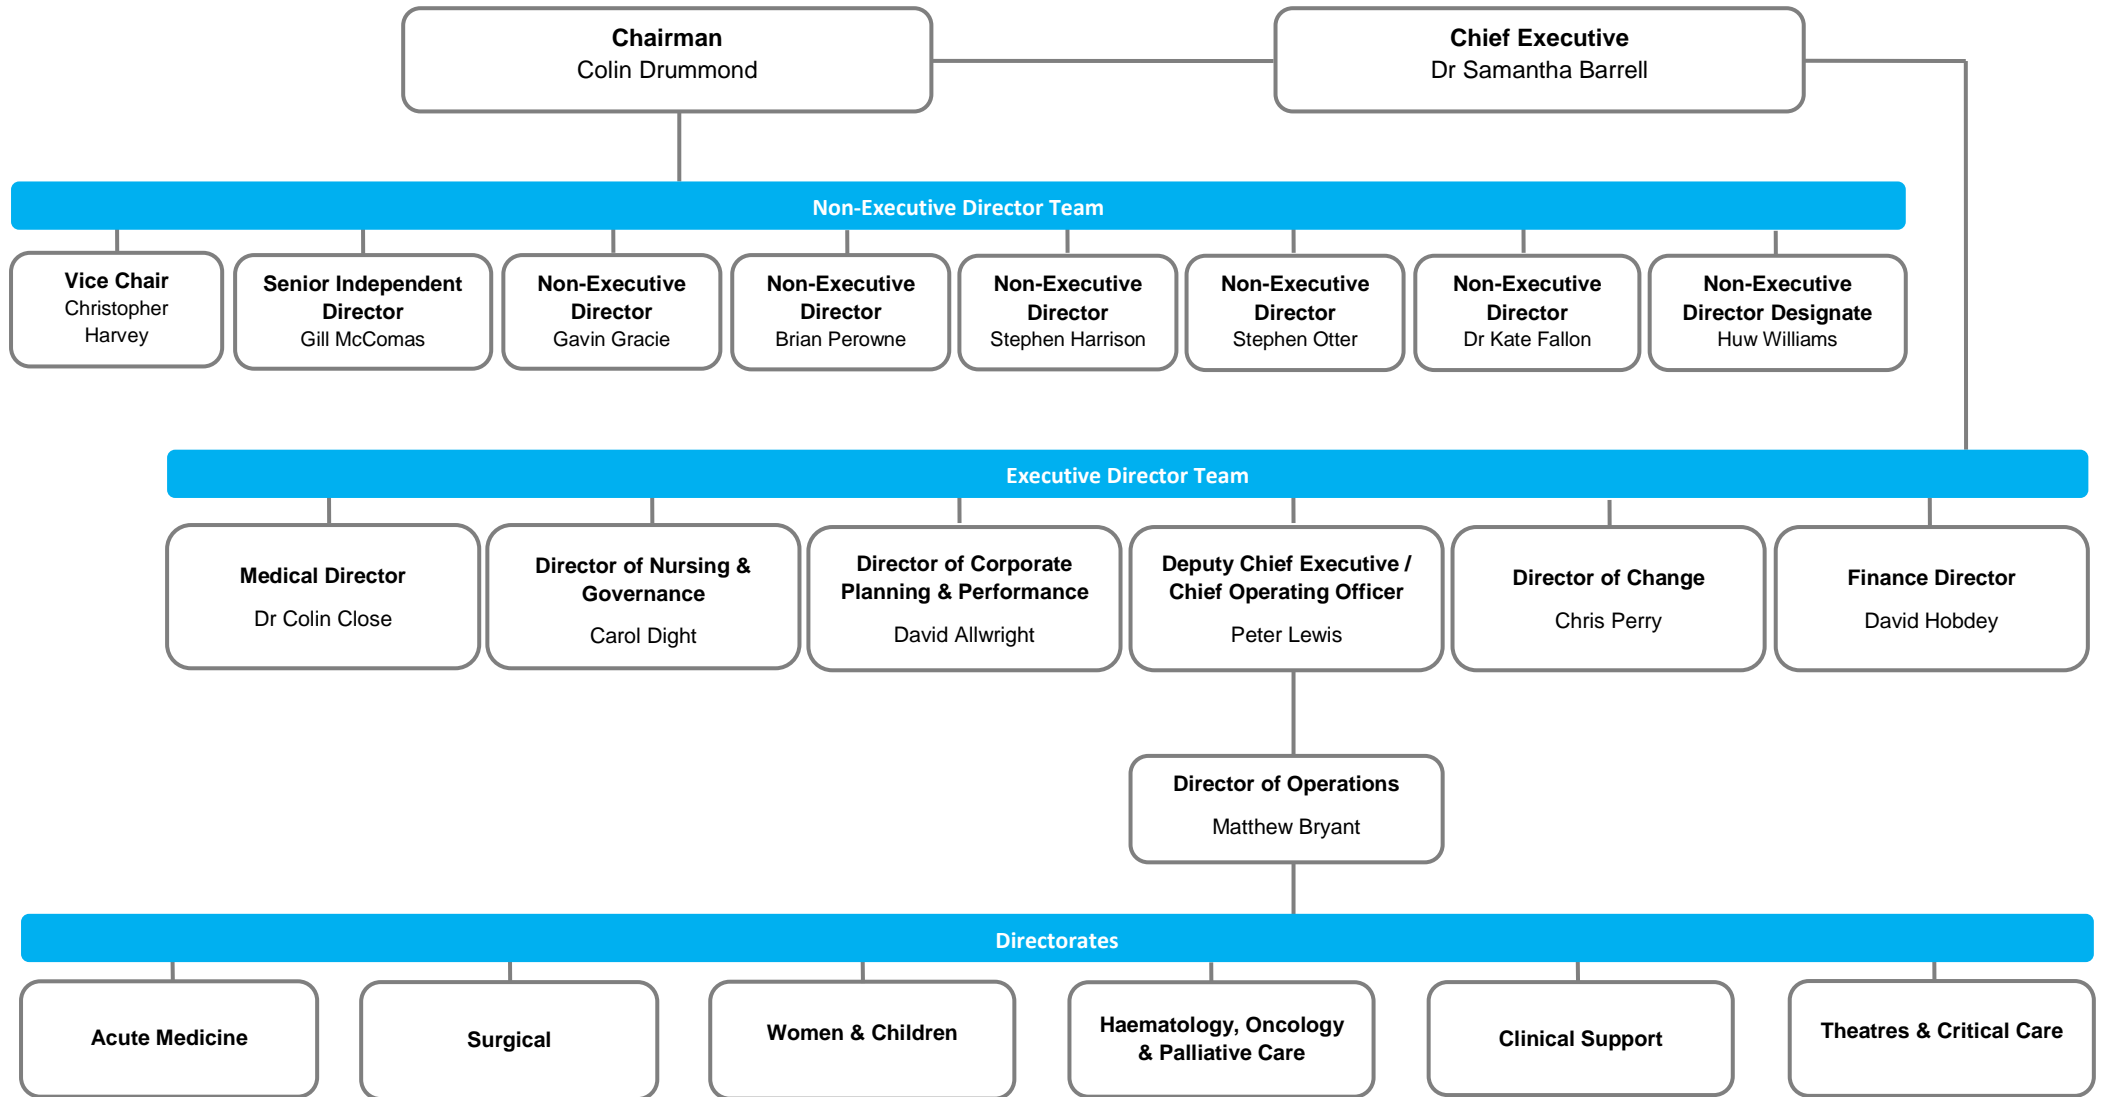 Chairman
Colin Drummond
Chief Executive
Dr Samantha Barrell
Non-Executive Director Team
Vice Chair
Christopher
Harvey
Senior Independent
Director
Gill McComas
Non-Executive
Director
Gavin Gracie
Non-Executive
Director
Brian Perowne
Non-Executive
Director
Stephen Harrison
Non-Executive
Director
Stephen Otter
Non-Executive
Director
Dr Kate Fallon
Non-Executive
Director Designate
Huw Williams
Executive Director Team
Medical Director
Dr Colin Close
Director of Nursing &
Governance
Carol Dight
Director of Corporate
Planning & Performance
David Allwright
Deputy Chief Executive /
Chief Operating Officer
Peter Lewis
Director of Change
Chris Perry
Finance Director
David Hobdey
Director of Operations
Matthew Bryant
Directorates
Acute Medicine
Surgical
Women & Children
Haematology, Oncology
& Palliative Care
Clinical Support
Theatres & Critical Care